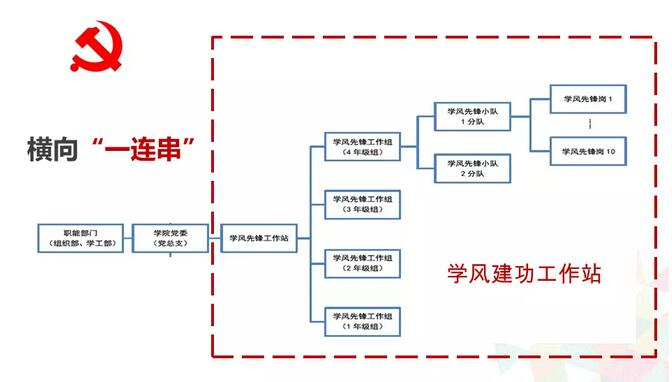 横向“一连串”
职能部门
（组织部、学工部）
学院党委
（党总支）
学风先锋工作站
学风先锋工作组
（4 年级组）
学风先锋工作组
（3 年级组）
学风先锋工作组
（2 年级组）
学风先锋工作组
（1 年级组）
学风先锋小队
1 分队
学风先锋小队
2 分队
学风先锋岗 1
学风先锋岗 10
学风建功工作站